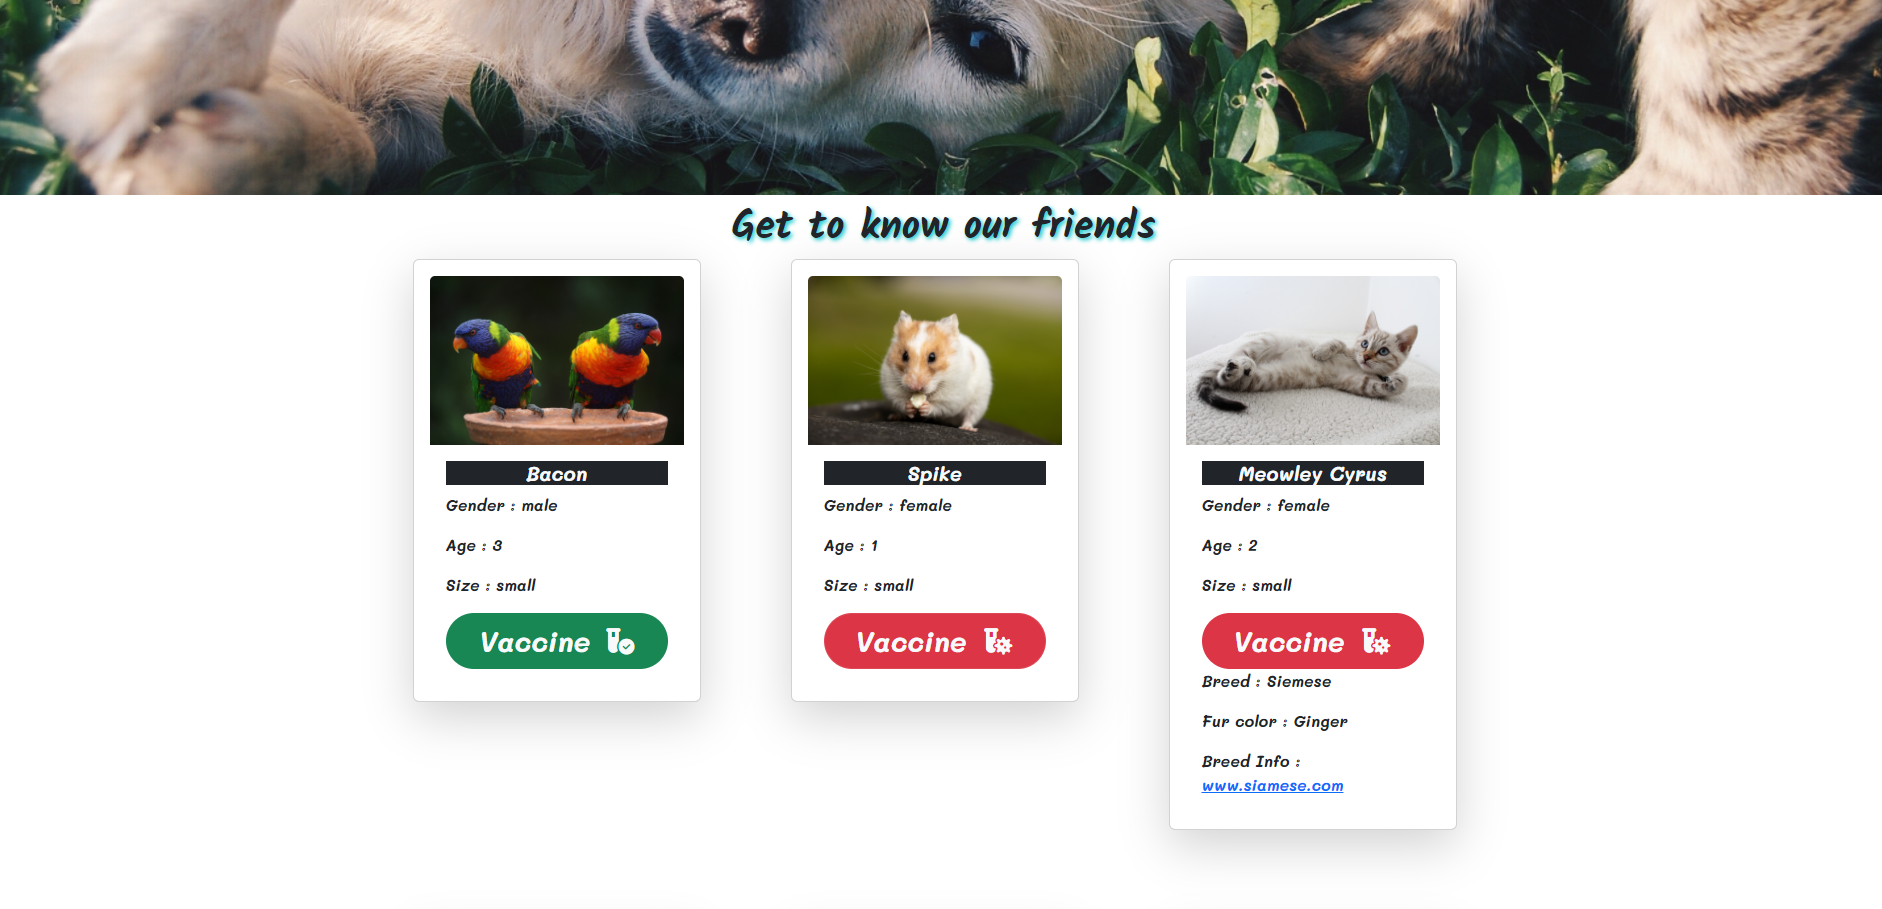 Get to know our friends
Bacon
Gender : male
Age : 3
Size : small
Vaccine
Spike
Gender : female
Age : 1
Size : small
Vaccine
Meowley Cyrus
Gender : female
Age : 2
Size : small
Vaccine
Breed : Siemese
Fur color : Ginger
Breed Info :
www.siamese.com